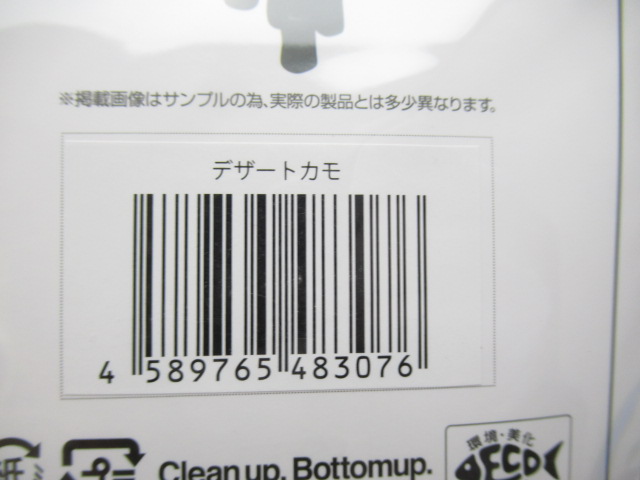 ※掲載画像はサンプルの為、実際の製品とは多少異なります。
デザートカモ
4 589765 483076
紙
Clean up. Bottomup.
環境・美化
ECO